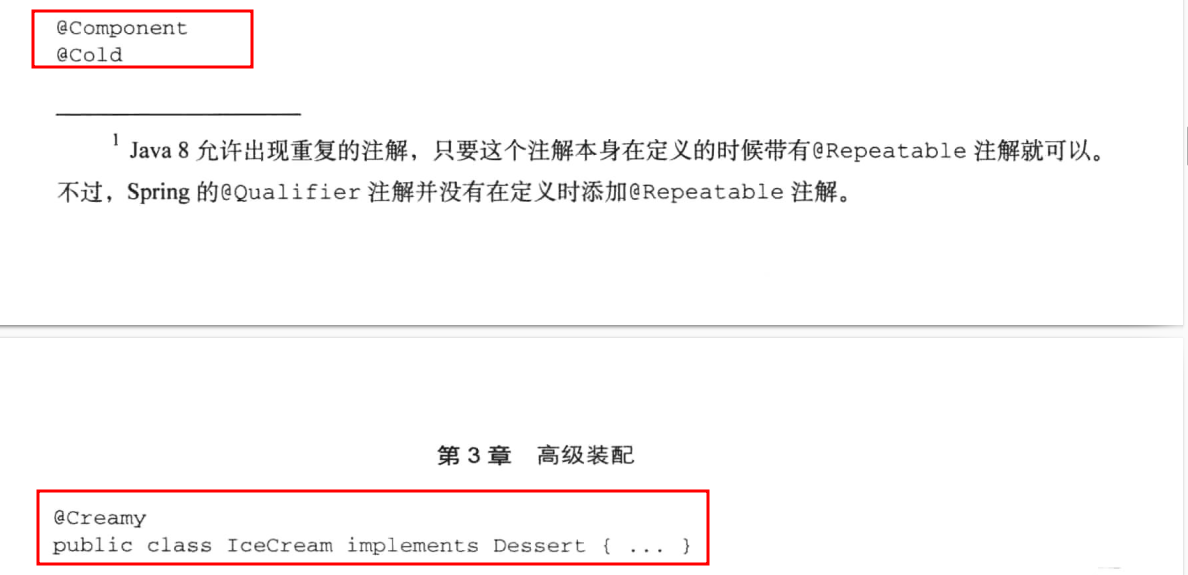 @Component
@Cold
1 Java 8 允许出现重复的注解，只要这个注解本身在定义的时候带有@Repeatable 注解就可以。
不过，Spring 的@Qualifier 注解并没有在定义时添加@Repeatable 注解。
第 3 章 高级装配
@Creamy
public class IceCream implements Dessert { ... }